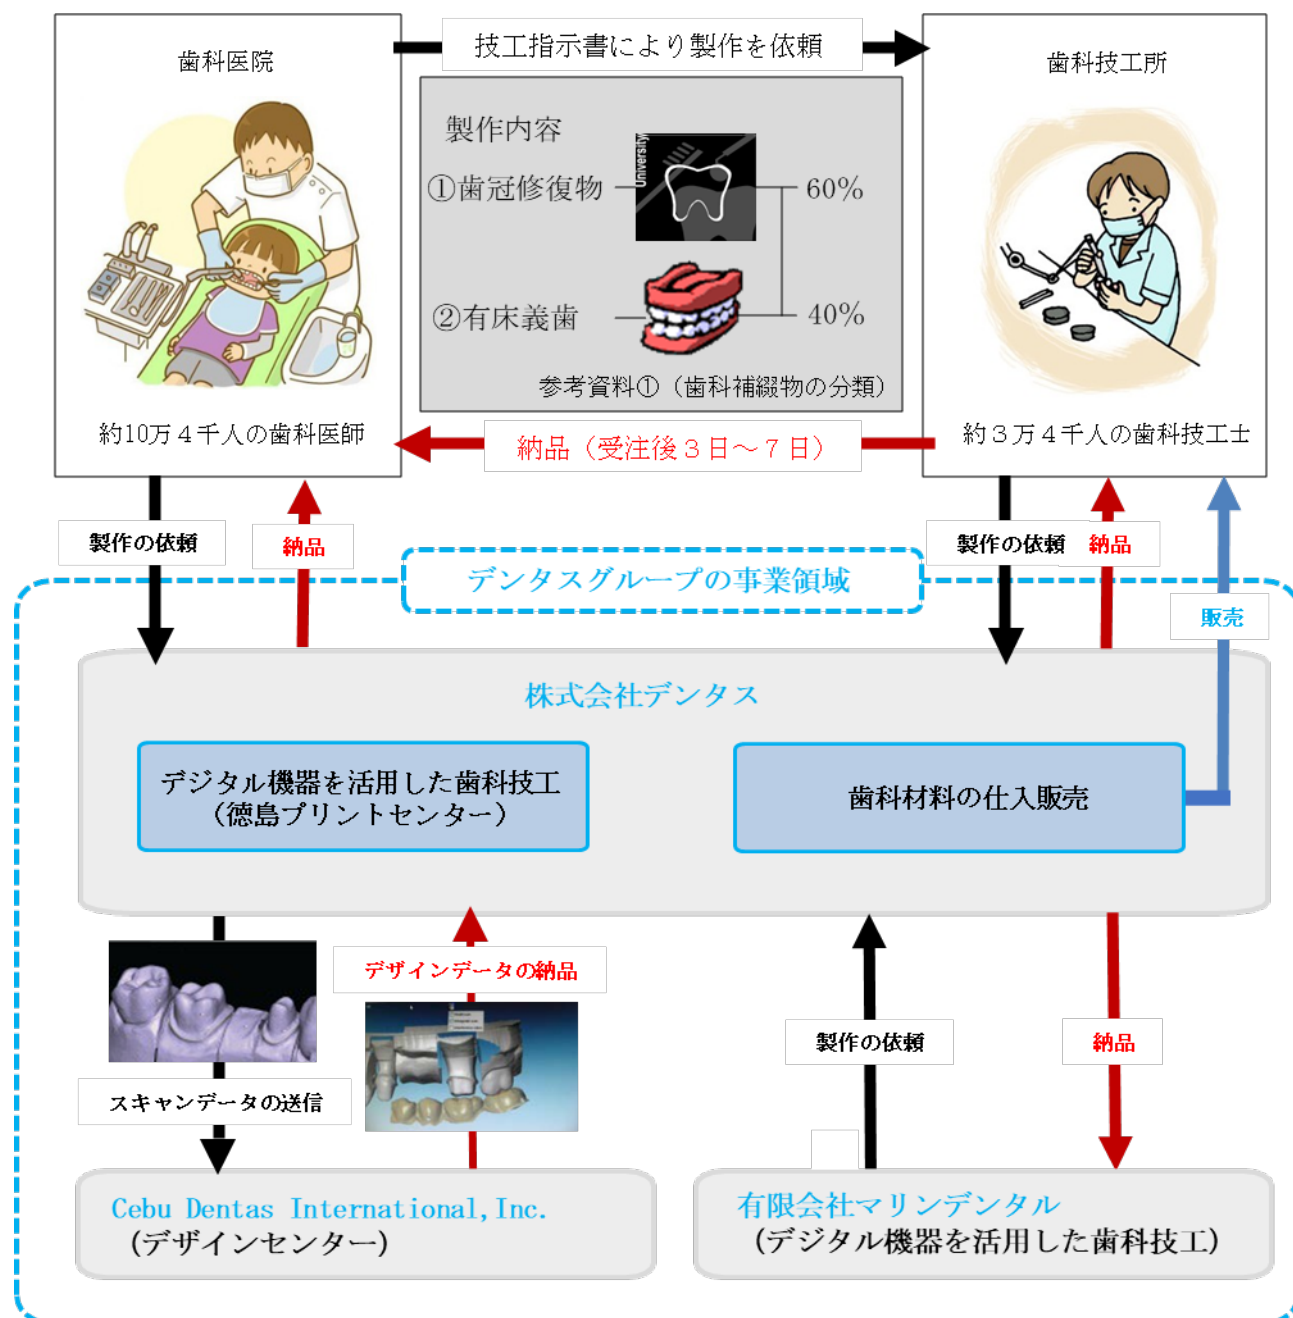 歯科医院
技工指示書により製作を依頼
歯科技工所
製作内容
University
①歯冠修復物
60%
②有床義歯
40%
参考資料①（歯科補綴物の分類）
約10万４千人の歯科医師
納品（受注後３日～７日）
約３万４千人の歯科技工士
製作の依頼
納品
製作の依頼
納品
デンタスグループの事業領域
販売
株式会社デンタス
デジタル機器を活用した歯科技工
（徳島プリントセンター）
歯科材料の仕入販売
デザインデータの納品
製作の依頼
納品
スキャンデータの送信
Cebu Dentas International,Inc.
（デザインセンター）
有限会社マリンデンタル
（デジタル機器を活用した歯科技工）